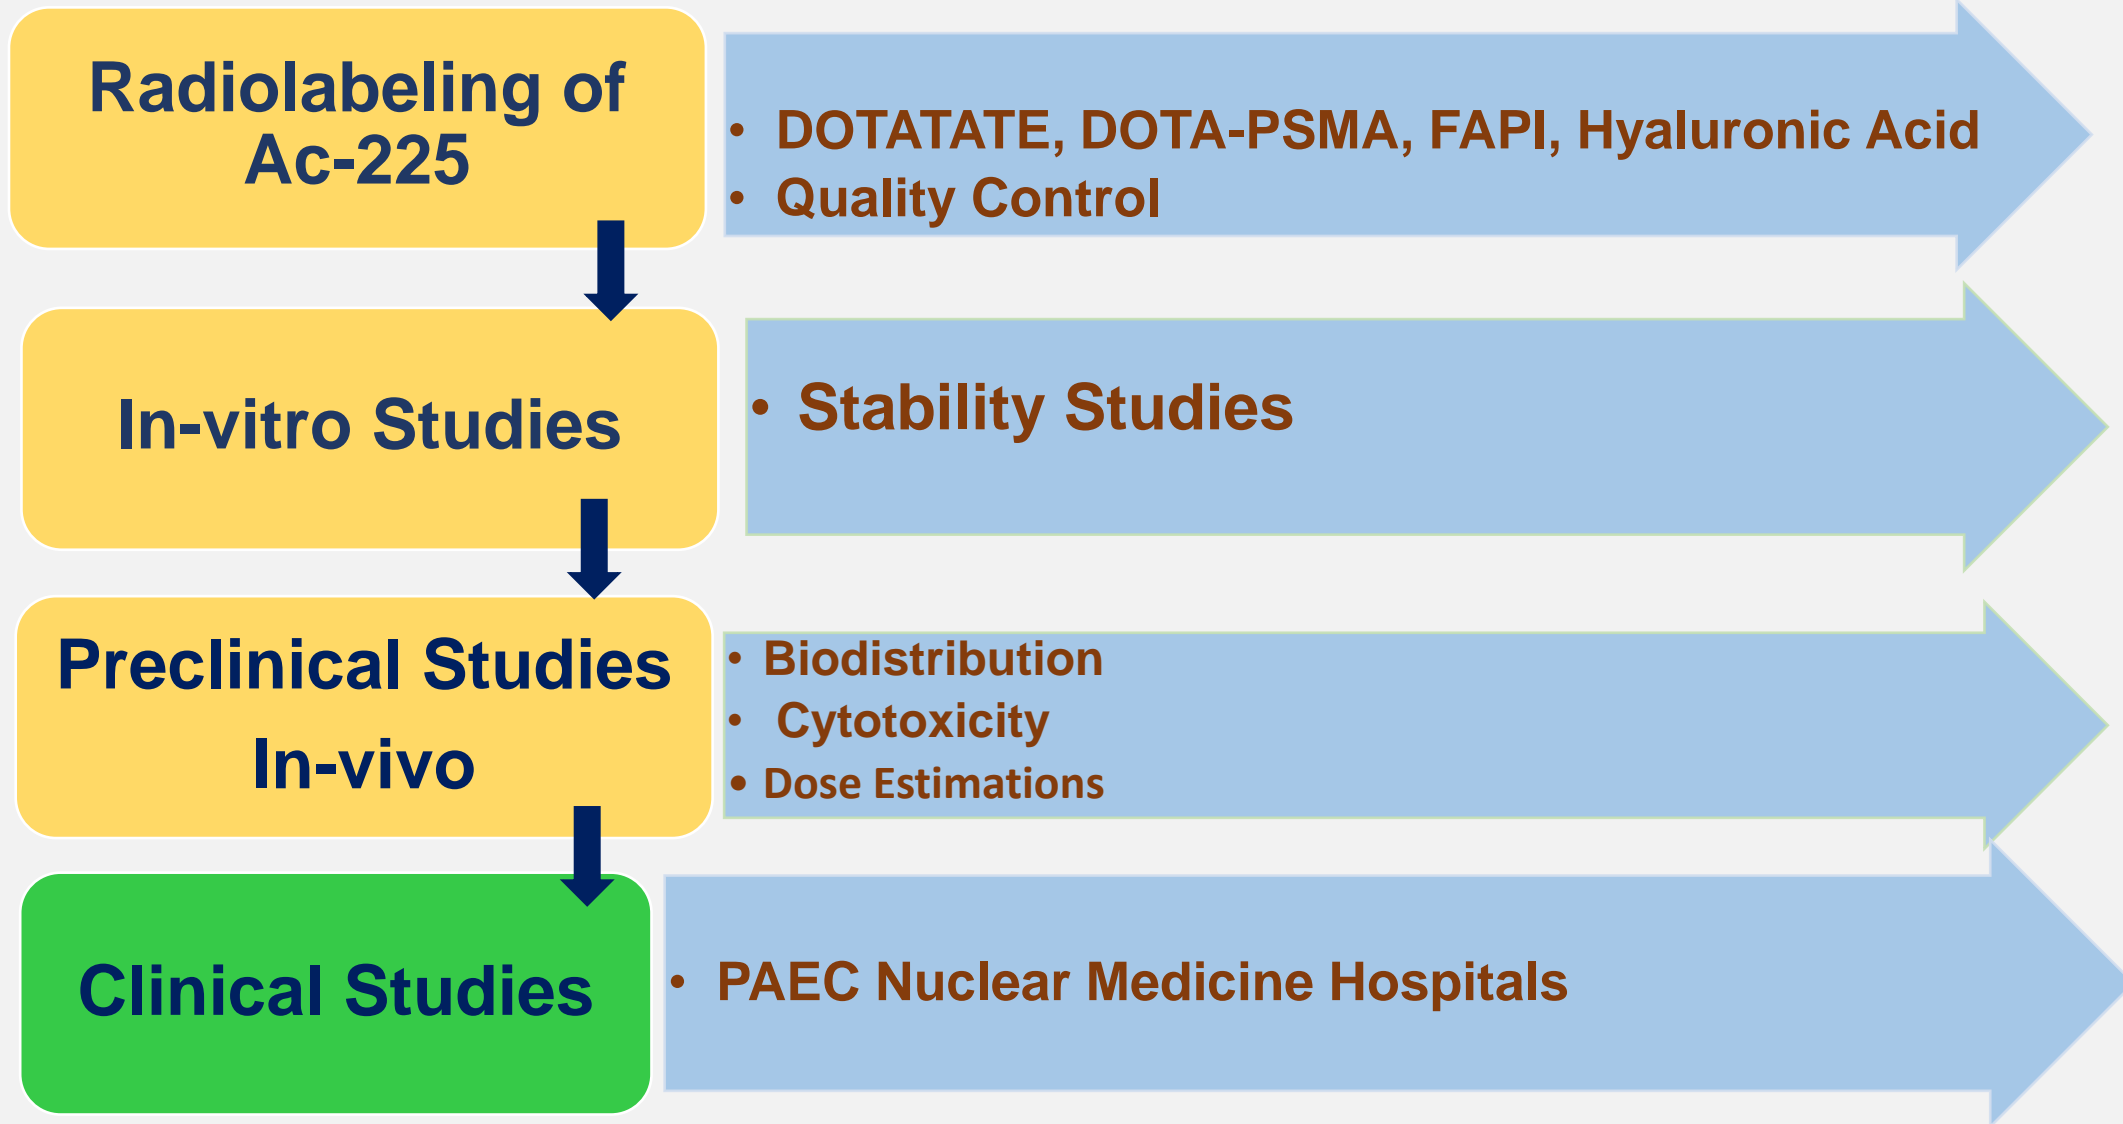 Radiolabeling of
Ac-225
• DOTATATE, DOTA-PSMA, FAPI, Hyaluronic Acid
• Quality Control
In-vitro Studies
• Stability Studies
Preclinical Studies
In-vivo
• Biodistribution
• Cytotoxicity
• Dose Estimations
Clinical Studies
• PAEC Nuclear Medicine Hospitals